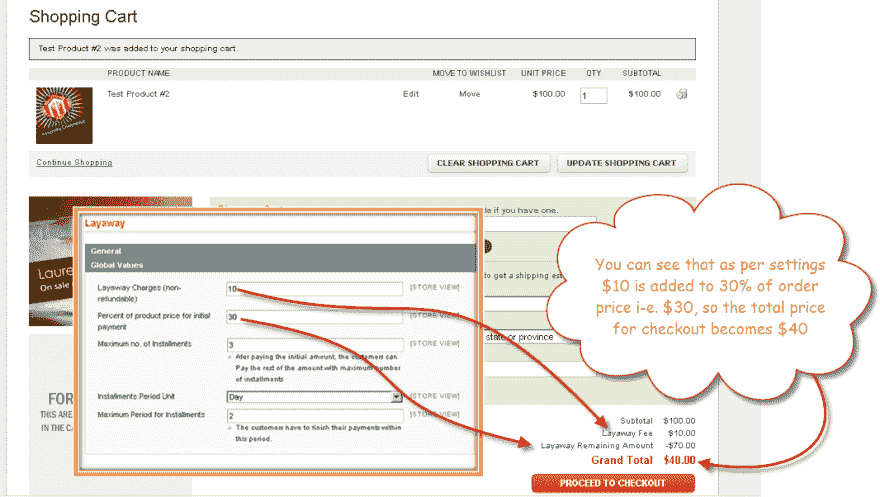 Shopping Cart
Test Product #2 was added to your shopping cart.
PRODUCT NAME MOVE TO WISHLIST UNIT PRICE QTY SUBTOTAL
Test Product #2 Edit Move $100.00 1 $100.00
Continue Shopping CLEAR SHOPPING CART UPDATE SHOPPING CART
le if you have one.
Layaway
General
Global Values
Layaway Charges (non-
refundable)
10 [STORE VIEW]
Percent of product price for initial
payment
30 [STORE VIEW]
Maximum no. of Installments 3 [STORE VIEW]
Afer paying the initial amount, the customers can
Pay the rest of the amount with maximum number
of installments
Installments Period Unit Day [STORE VIEW]
Maximum Period for Installments 2 [STORE VIEW]
The customers have to finish their payments within
this period.
Laure
On sale
to get a shipping est
state or province
FOR
THIS ARE
IN THE CA
You can see that as per settings
$10 is added to 30% of order
price i-e. $30, so the total price
for checkout becomes $40
Subtotal $100.00
Layaway Fee $10.00
Layaway Remaining Amount -$70.00
Grand Total $40.00
PROCEED TO CHECKOUT